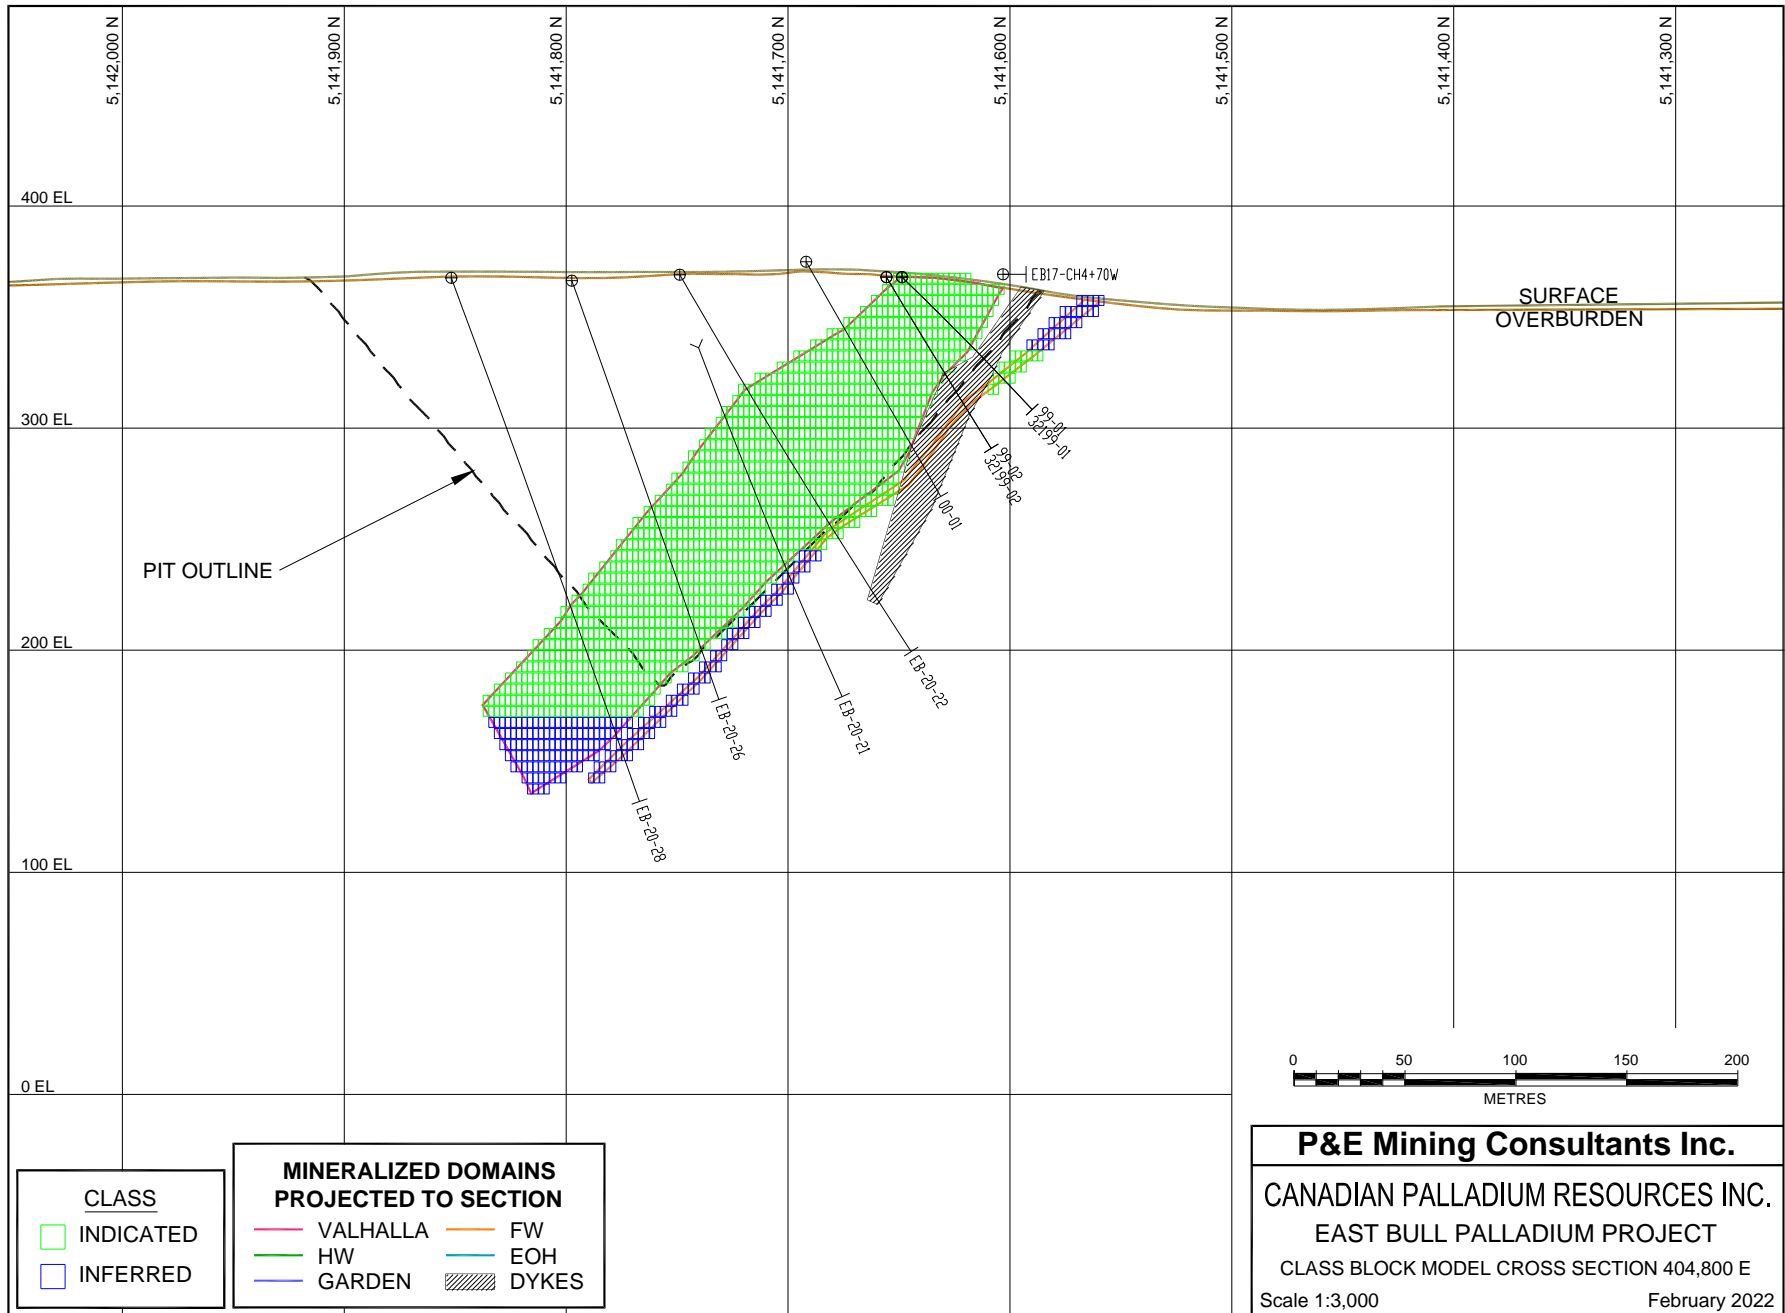 5,142,000 N
5,141,900 N
5,141,800 N
5,141,700 N
5,141,600 N
5,141,500 N
5,141,400 N
5,141,300 N
400 EL
EB17-CH4+70W
SURFACE
OVERBURDEN
300 EL
99-01
32199-01
99-02
32199-02
00-01
PIT OUTLINE
200 EL
EB-20-22
EB-20-21
EB-20-26
EB-20-28
100 EL
0 EL
0 50 100 150 200
METRES
CLASS
INDICATED
INFERRED
MINERALIZED DOMAINS
PROJECTED TO SECTION
VALHALLA FW
HW EOH
GARDEN DYKES
P&E Mining Consultants Inc.
CANADIAN PALLADIUM RESOURCES INC.
EAST BULL PALLADIUM PROJECT
CLASS BLOCK MODEL CROSS SECTION 404,800 E
Scale 1:3,000 February 2022